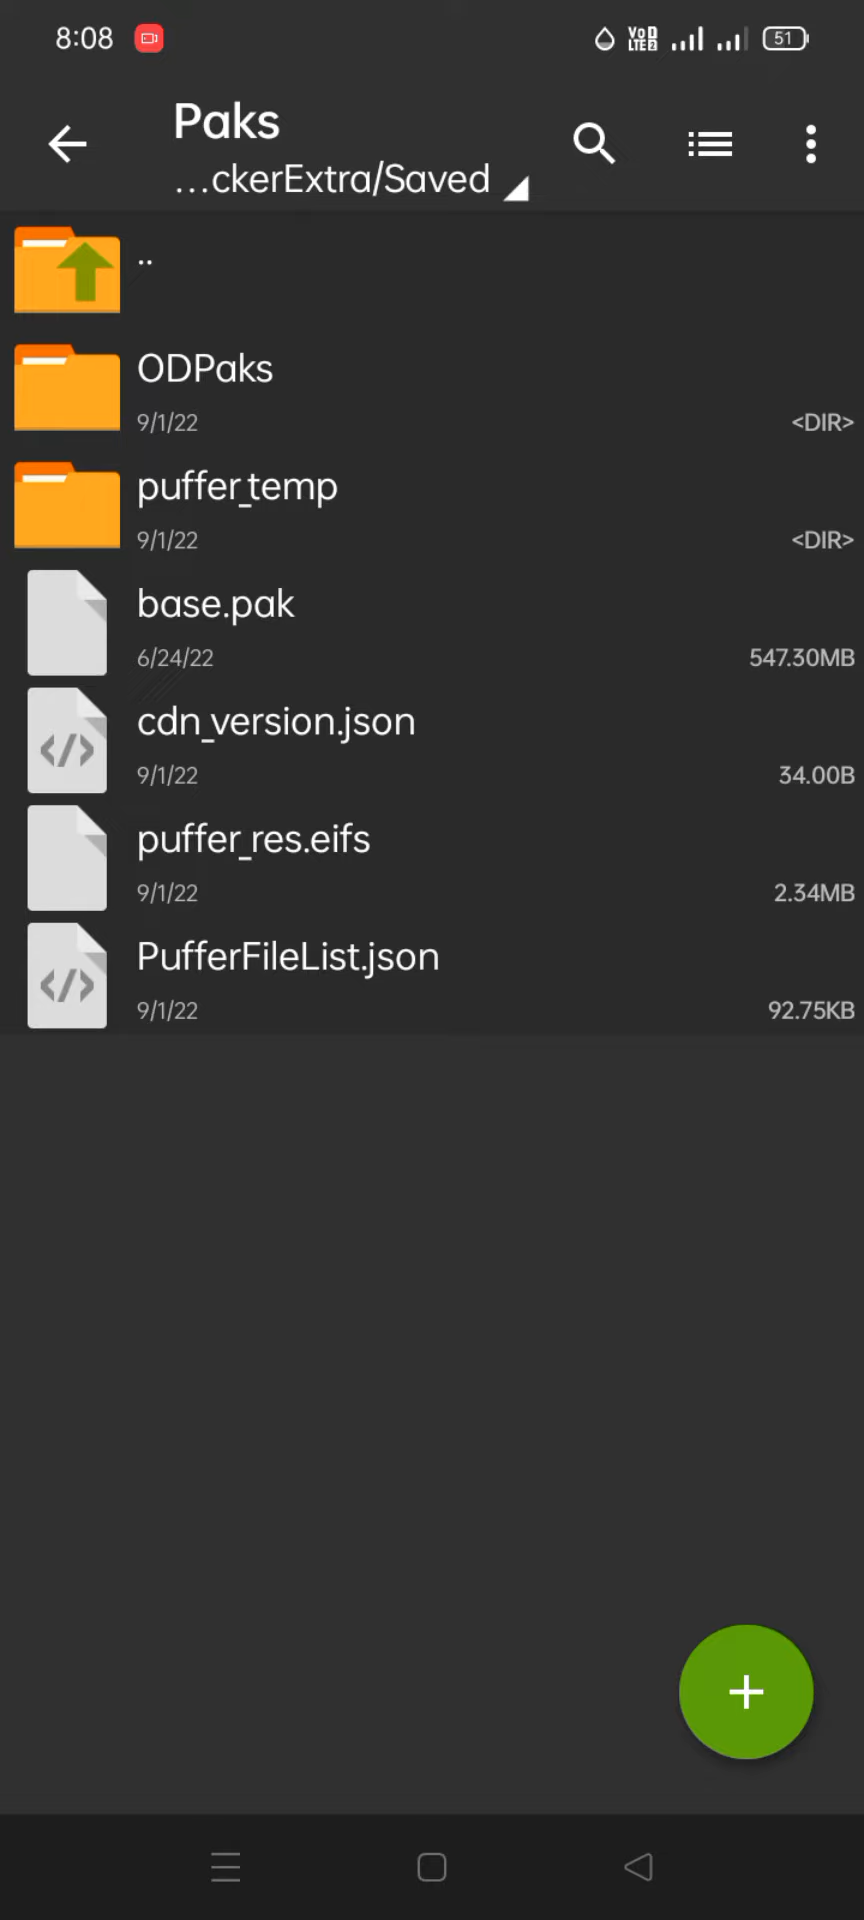 8:08
VoD LTE2
51
Paks
...ckerExtra/Saved
..
ODPaks
9/1/22 <DIR>
puffer_temp
9/1/22 <DIR>
base.pak
6/24/22 547.30MB
cdn_version.json
9/1/22 34.00B
puffer_res.eifs
9/1/22 2.34MB
PufferFileList.json
9/1/22 92.75KB